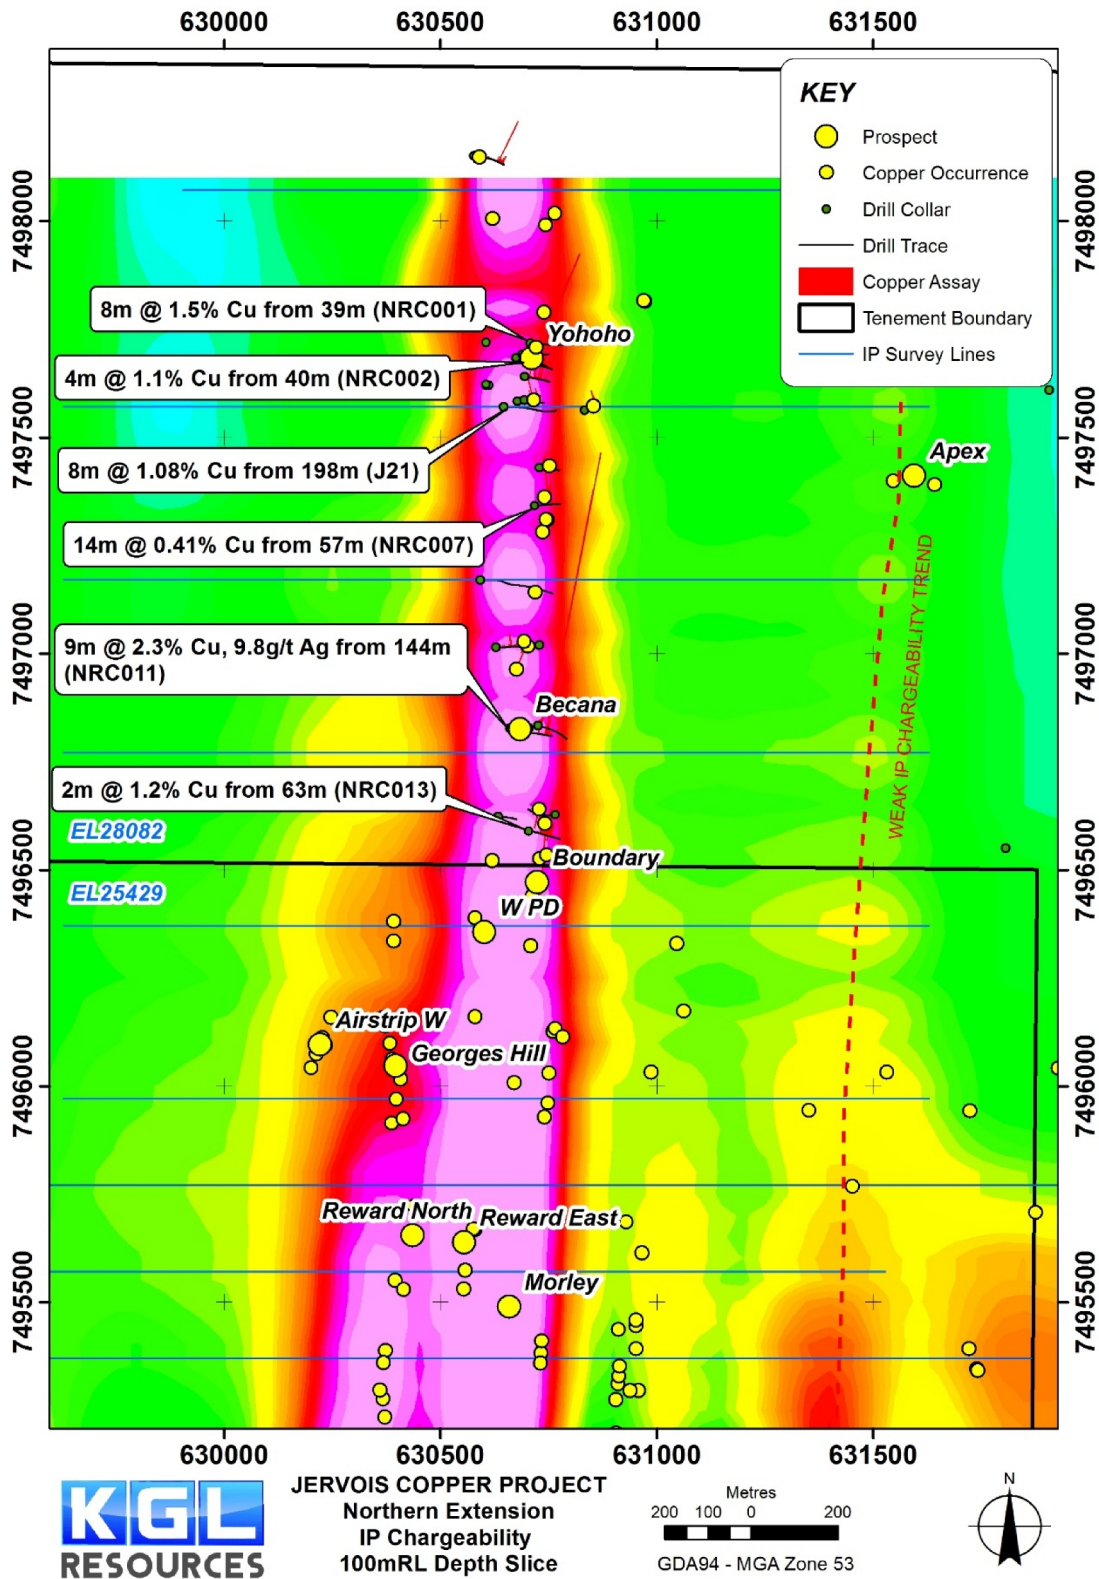 630000 630500 631000 631500
KEY
Prospect
Copper Occurrence
Drill Collar
Drill Trace
Copper Assay
Tenement Boundary
IP Survey Lines
7498000 7498000
8m @ 1.5% Cu from 39m (NRC001)
Yohoho
4m @ 1.1% Cu from 40m (NRC002)
7497500 7497500
Apex
8m @ 1.08% Cu from 198m (J21)
14m @ 0.41% Cu from 57m (NRC007)
WEAK IP CHARGEABILITY TREND
7497000 7497000
9m @ 2.3% Cu, 9.8g/t Ag from 144m
(NRC011)
Becana
2m @ 1.2% Cu from 63m (NRC013)
EL28082
7496500 7496500
Boundary
EL25429
W PD
Airstrip W
Georges Hill
7496000 7496000
Reward North
Reward East
Morley
7495500 7495500
630000 630500 631000 631500
KGL
RESOURCES
JERVOIS COPPER PROJECT
Northern Extension
IP Chargeability
100mRL Depth Slice
Metres
200 100 0 200
GDA94 - MGA Zone 53
N